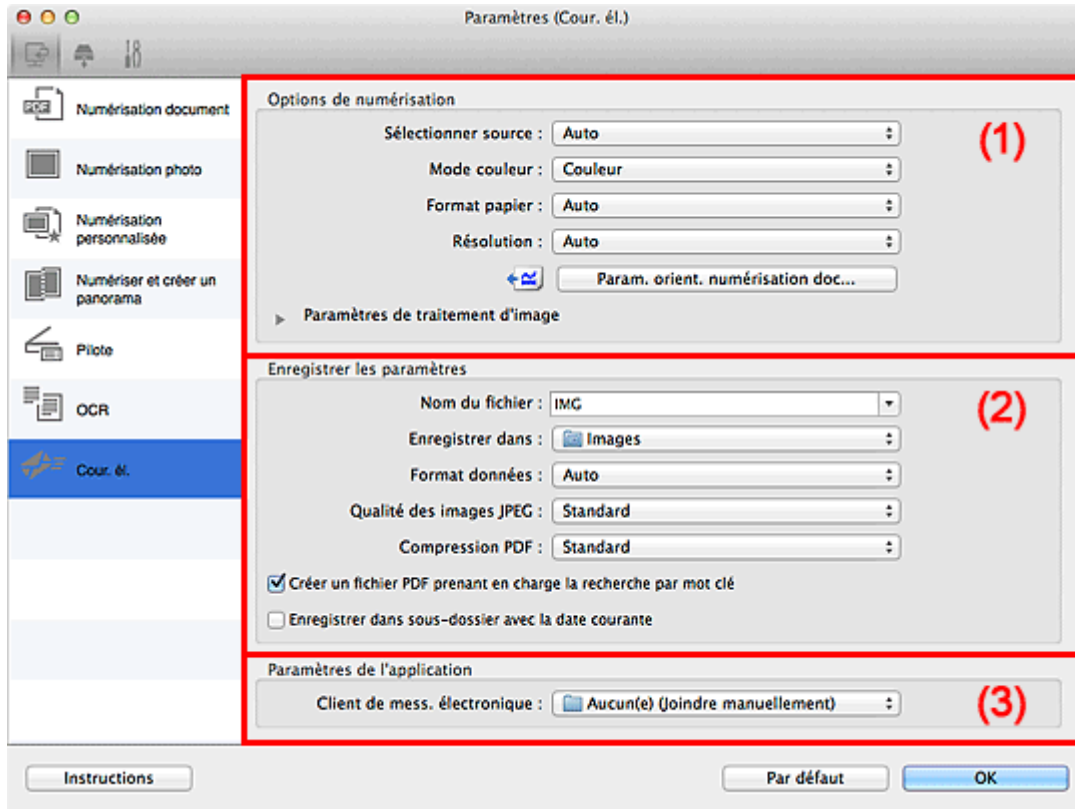 Paramètres (Cour. él.)
Numérisation document
Numérisation photo
Numérisation
personnalisée
Numériser et créer un
panorama
Pilote
OCR
Cour. él.
Options de numérisation
(1)
Sélectionner source : Auto
Mode couleur : Couleur
Format papier : Auto
Résolution : Auto
Param. orient. numérisation doc...
Paramètres de traitement d'image
Enregistrer les paramètres
(2)
Nom du fichier : IMG
Enregistrer dans : Images
Format données : Auto
Qualité des images JPEG : Standard
Compression PDF : Standard
Créer un fichier PDF prenant en charge la recherche par mot clé
Enregistrer dans sous-dossier avec la date courante
Paramètres de l'application
(3)
Client de mess. électronique : Aucun(e) (Joindre manuellement)
Instructions
Par défaut
OK